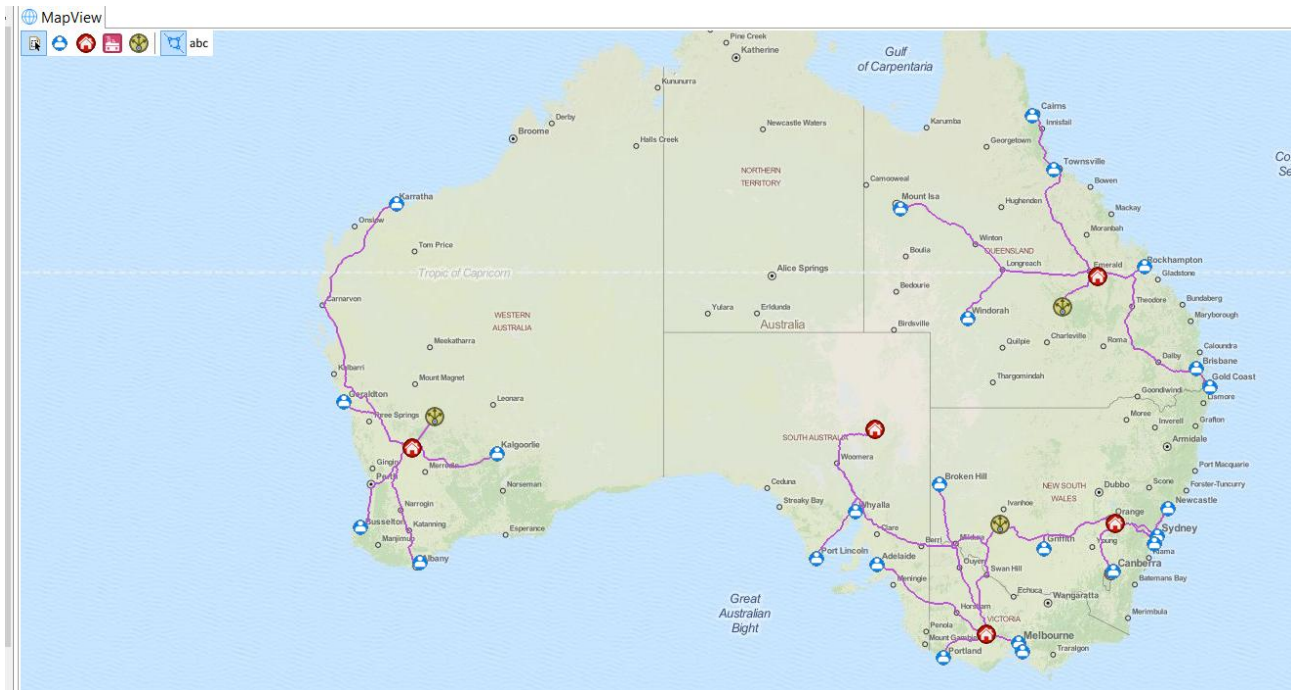 MapView
abc
Pine Creek
Katherine
Gulf
of Carpentaria
Kununurra
Cairns
Innisfail
Derby
Broome
Newcastle Waters
Karumba
Halls Creek
Georgetown
Townsville
NORTHERN
TERRITORY
Camooweal
Bowen
Karratha
Mount Isa
Hughenden
Mackay
Onslow
Moranbah
Winton
Tom Price
QUEENSLAND
Boulia
Tropic of Capricorn
Alice Springs
Longreach
Emerald
Rockhampton
Gladstone
Bedourie
Carnarvon
Theodore
Bundaberg
Yulara
Erldunda
Windorah
Maryborough
WESTERN
AUSTRALIA
Australia
Birdsville
Meekatharra
Quilpie
Charleville
Roma
Caloundra
Dalby
Brisbane
Kalbarri
Mount Magnet
Thargomindah
Gold Coast
Goondiwindi
Lismore
Geraldton
Leonara
Three Springs
Moree
Inverell
Grafton
SOUTH AUSTRALIA
Armidale
Kalgoorlie
Woomera
Gingin
Merredin
Port Macquarie
Perth
Norseman
Ceduna
Broken Hill
NEW SOUTH
WALES
Dubbo
Scone
Forster-Tuncurry
Streaky Bay
Ivanhoe
Narrogin
Whyalla
Orange
Newcastle
Busselton
Katanning
Esperance
Clare
Sydney
Manjimup
Berri
Mildura
Griffith
Young
Kiama
Albany
Port Lincoln
Adelaide
Ouyen
Canberra
Swan Hill
Meningie
Batemans Bay
Echuca
Wangaratta
Great
Australian
Bight
Horsham
VICTORIA
Merimbula
Penola
Mount Gambier
Melbourne
Portland
Traralgon